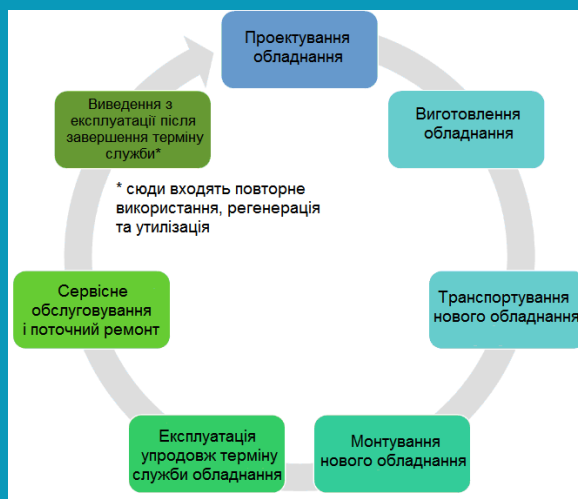 Проектування
обладнання
Виготовлення
обладнання
Транспортування
нового обладнання
Монтування
нового обладнання
Експлуатація
упродовж терміну
служби обладнання
Сервісне
обслуговування
і поточний ремонт
Виведення з
експлуатації після
завершення терміну
служби*
* сюди входять повторне
використання, регенерація
та утилізація